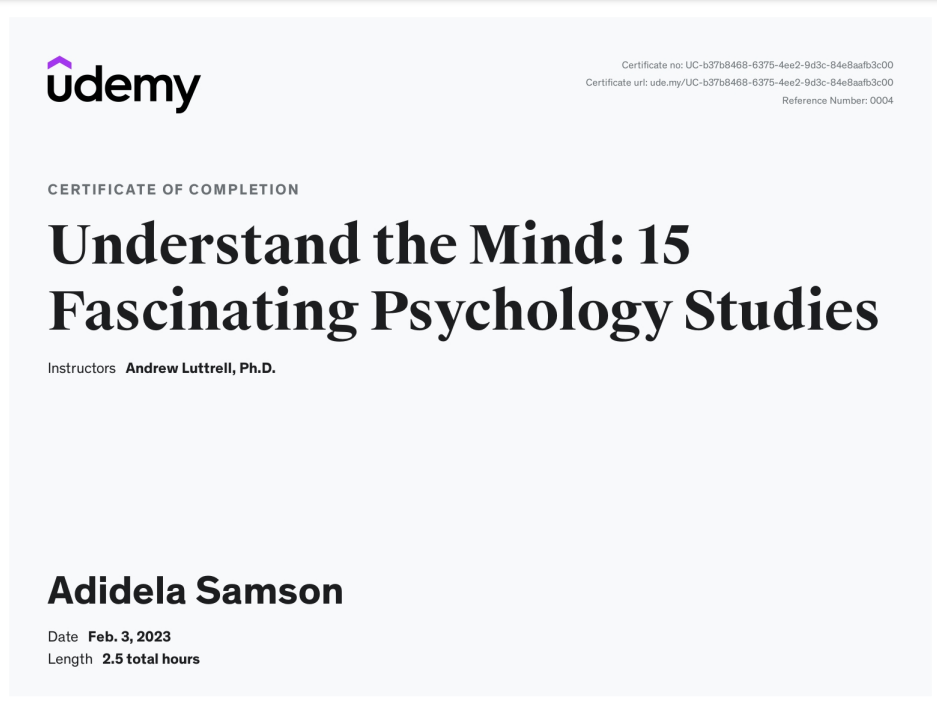 udemy
Certificate no: UC-b37b8468-6375-4ee2-9d3c-84e8aafb3c00
Certificate url: ude.my/UC-b37b8468-6375-4ee2-9d3c-84e8aafb3c00
Reference Number: 0004
CERTIFICATE OF COMPLETION
Understand the Mind: 15
Fascinating Psychology Studies
Instructors Andrew Luttrell, Ph.D.
Adidela Samson
Date Feb. 3, 2023
Length 2.5 total hours